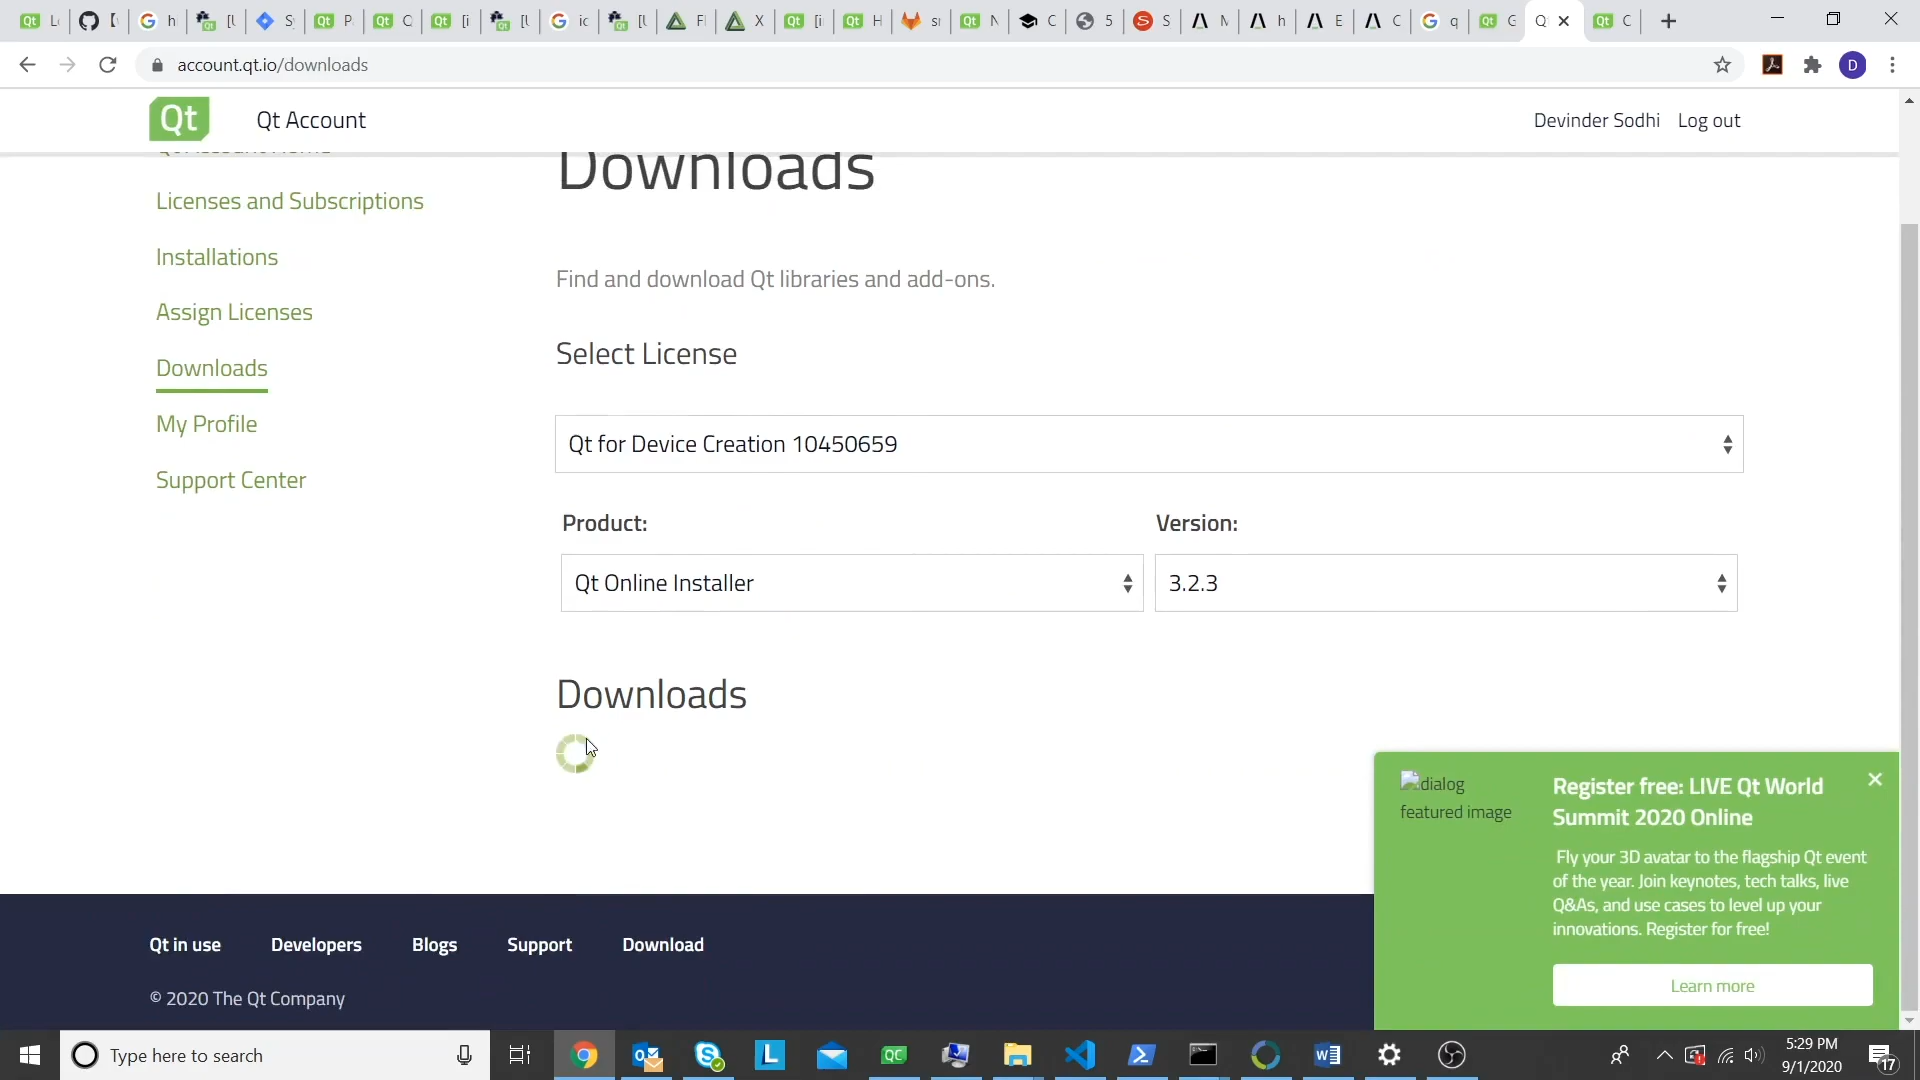 account.qt.io/downloads
D
Qt
Qt Account
Devinder Sodhi
Log out
Downloads
Licenses and Subscriptions
Installations
Assign Licenses
Downloads
My Profile
Support Center
Find and download Qt libraries and add-ons.
Select License
Qt for Device Creation 10450659
Product:
Version:
Qt Online Installer
3.2.3
Downloads
dialog
featured image
Register free: LIVE Qt World
Summit 2020 Online
Fly your 3D avatar to the flagship Qt event
of the year. Join keynotes, tech talks, live
Q&As, and use cases to level up your
innovations. Register for free!
Learn more
Qt in use
Developers
Blogs
Support
Download
© 2020 The Qt Company
Type here to search
5:29 PM
9/1/2020
17